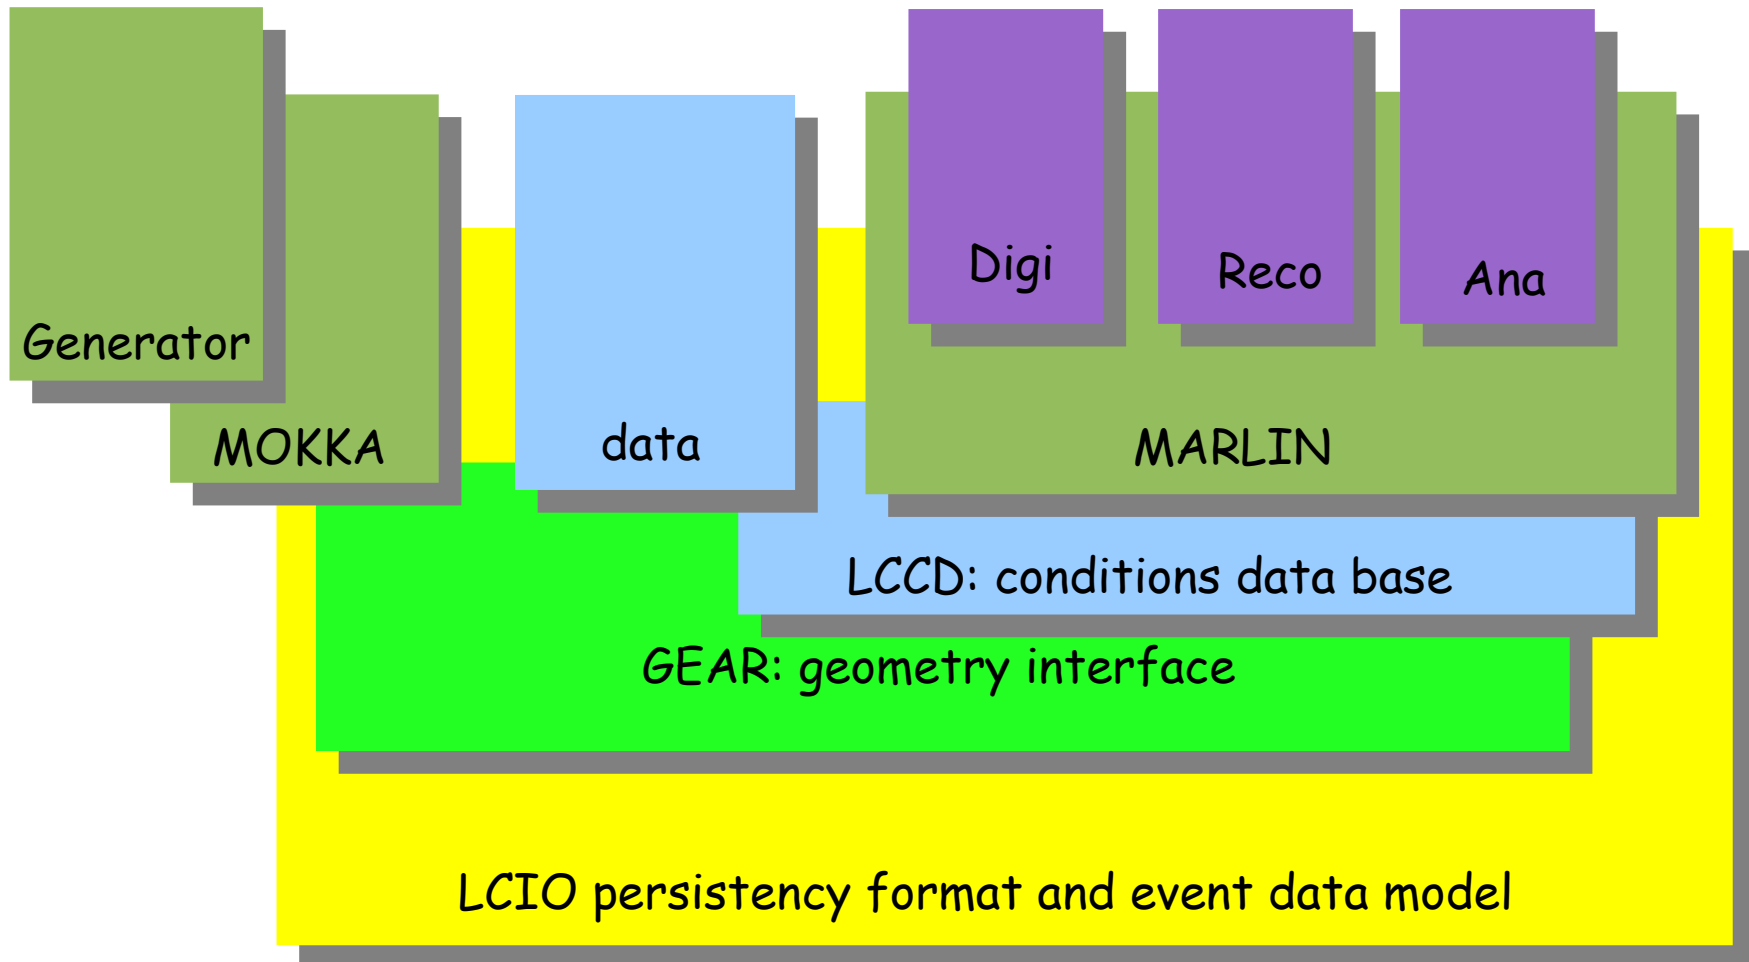 Digi
Reco
Ana
Generator
MOKKA
data
MARLIN
LCCD: conditions data base
GEAR: geometry interface
LCIO persistency format and event data model